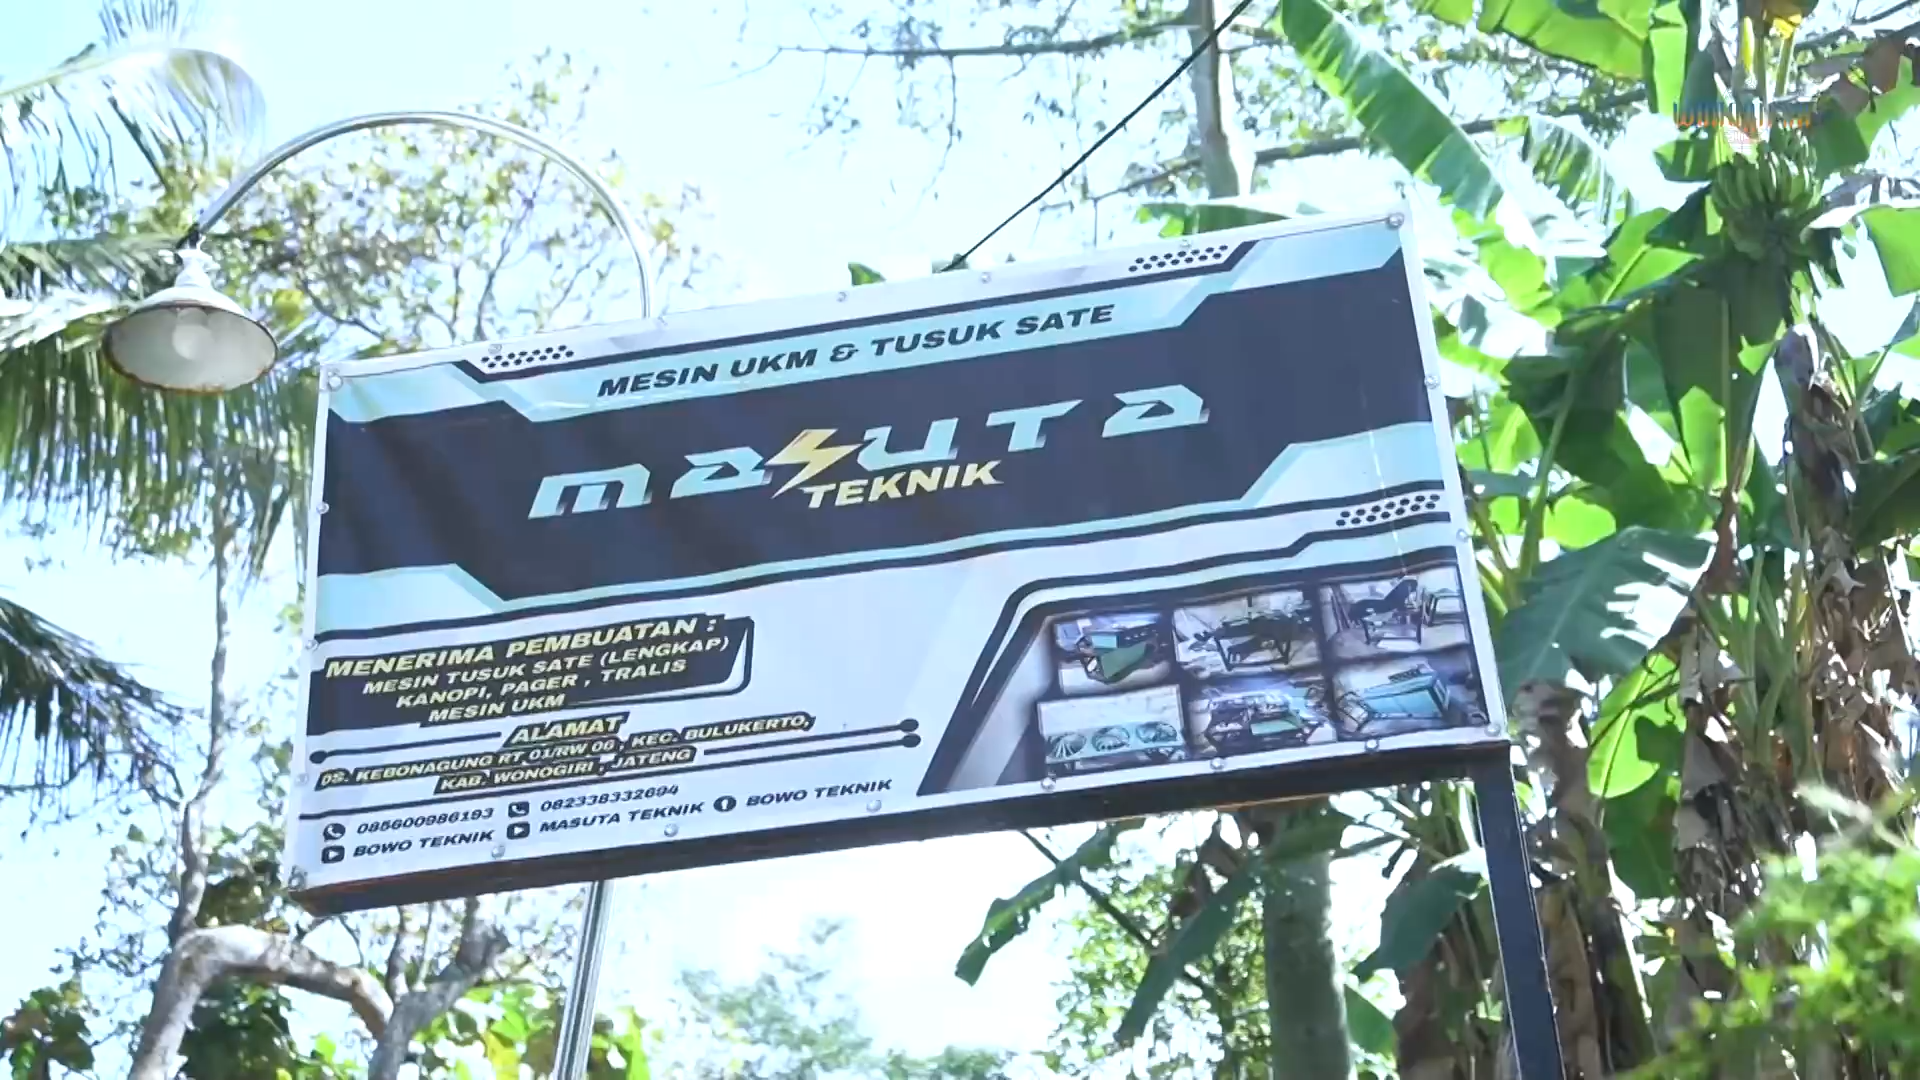 MESIN UKM & TUSUK SATE
MASUTA
TEKNIK
MENERIMA PEMBUATAN :
MESIN TUSUK SATE (LENGKAP)
KANOPI, PAGER , TRALIS
MESIN UKM
ALAMAT
DS. KEBONAGUNG RT 01/RW 06 , KEC. BULUKERTO,
KAB. WONOGIRI , JATENG
085600986193 082338332694
BOWO TEKNIK MASUTA TEKNIK BOWO TEKNIK